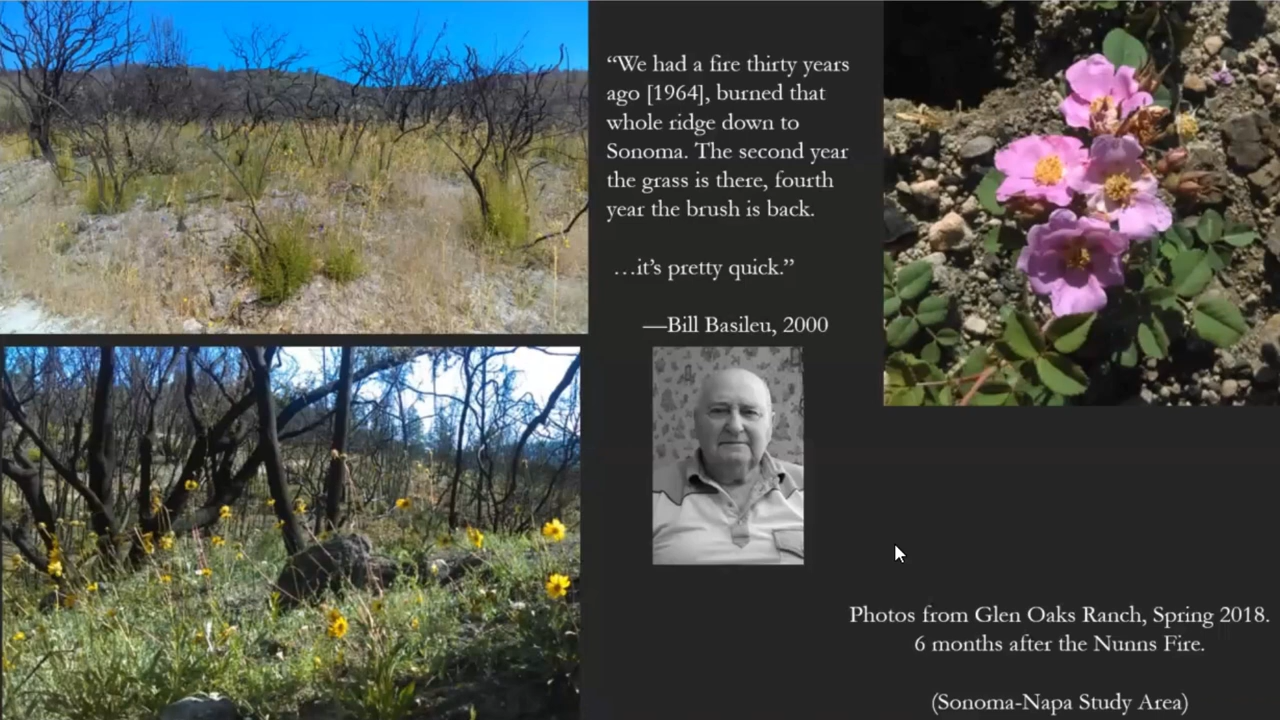 “We had a fire thirty years
ago [1964], burned that
whole ridge down to
Sonoma. The second year
the grass is there, fourth
year the brush is back.
…it’s pretty quick.”
—Bill Basileu, 2000
Photos from Glen Oaks Ranch, Spring 2018.
6 months after the Nunns Fire.
(Sonoma-Napa Study Area)